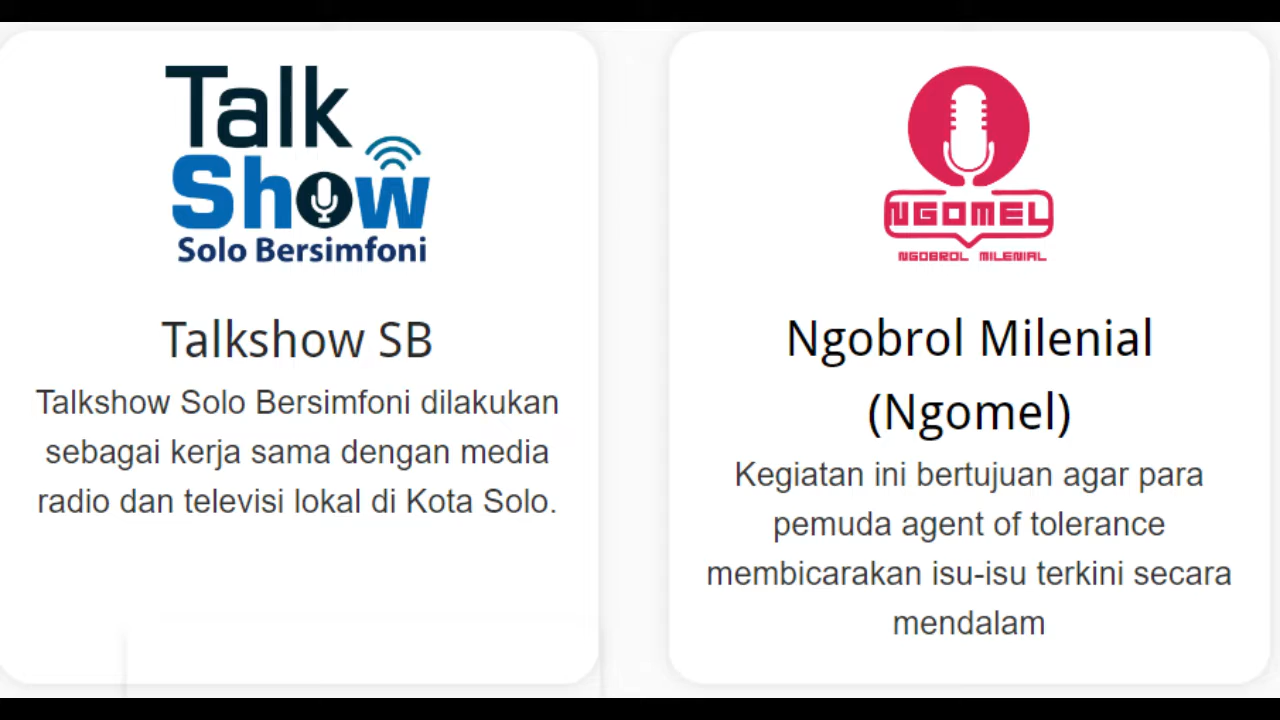 Talk
Show
Solo Bersimfoni
Talkshow SB
Talkshow Solo Bersimfoni dilakukan
sebagai kerja sama dengan media
radio dan televisi lokal di Kota Solo.
NGOMEL
NGOBROL MILENIAL
Ngobrol Milenial
(Ngomel)
Kegiatan ini bertujuan agar para
pemuda agent of tolerance
membicarakan isu-isu terkini secara
mendalam